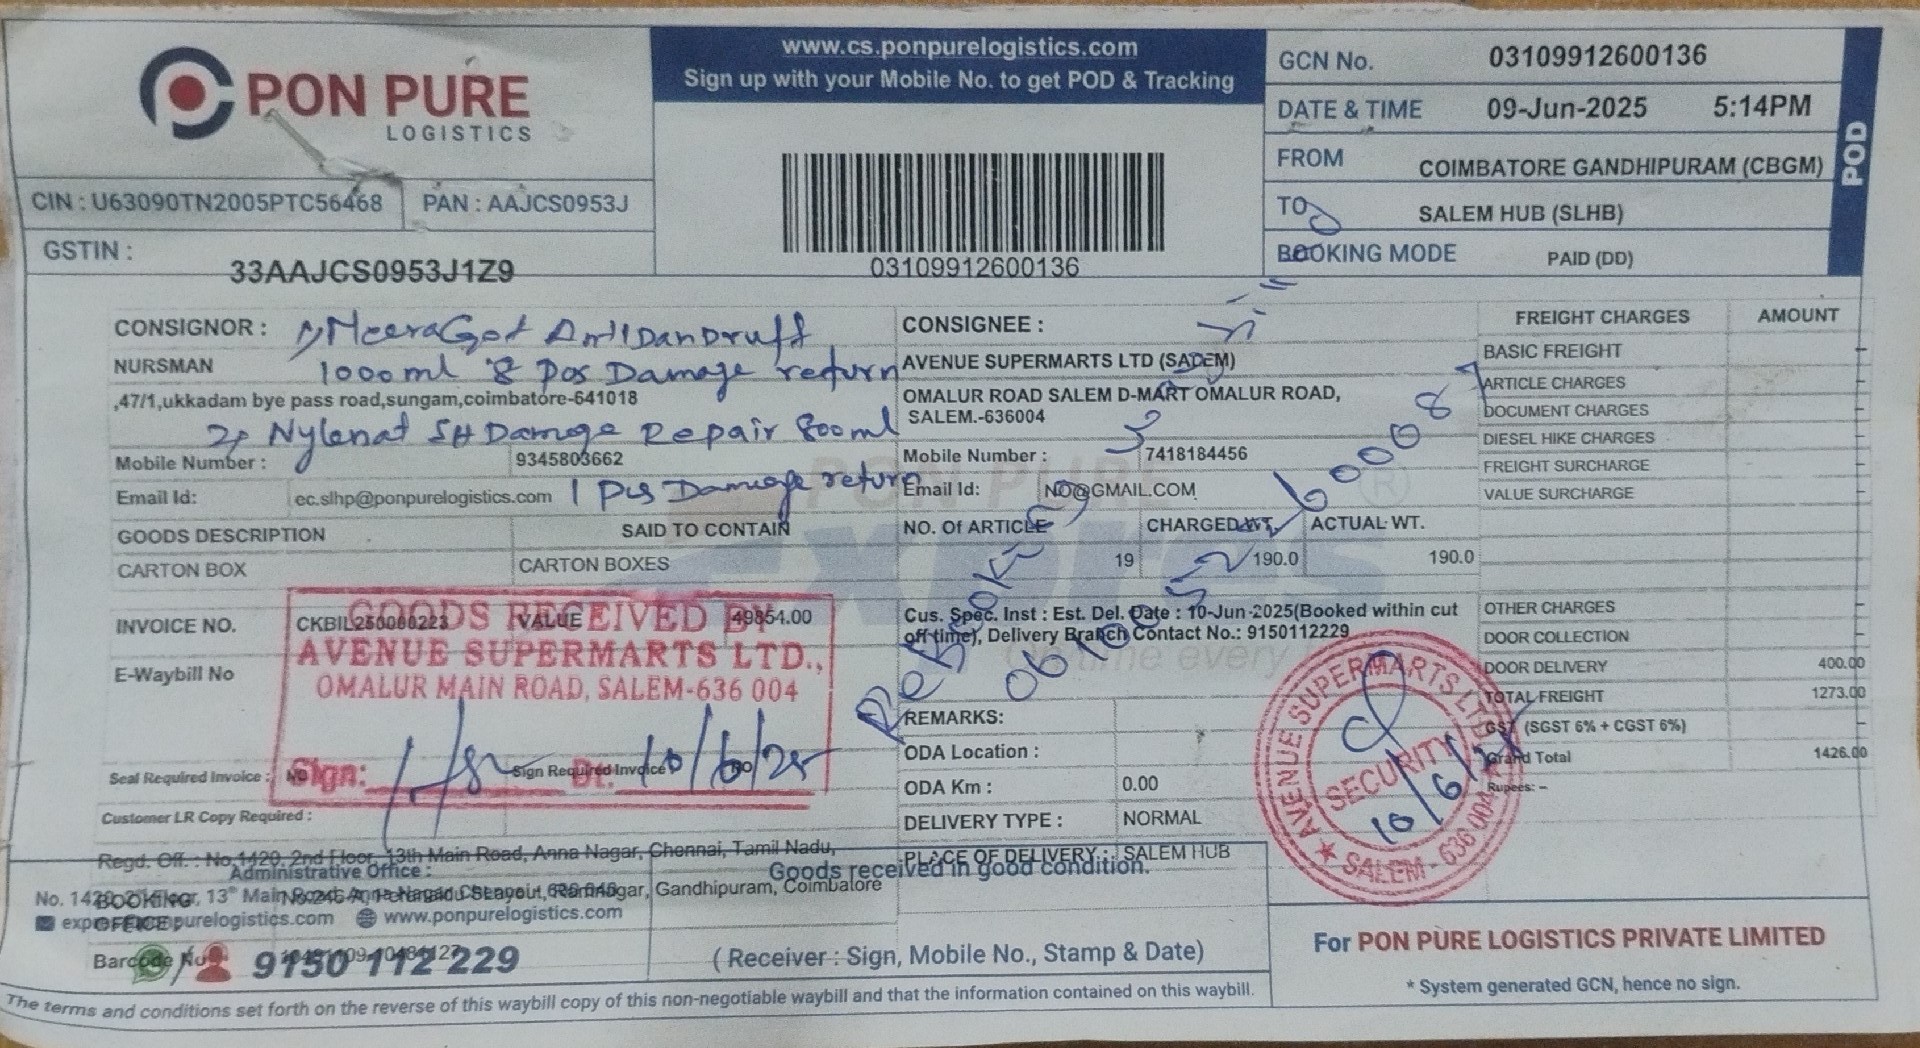 PON PURE
LOGISTICS
CIN : U63090TN2005PTC56468
PAN : AAJCS0953J
GSTIN :
33AAJCS0953J1Z9
www.cs.ponpurelogistics.com
Sign up with your Mobile No. to get POD & Tracking
03109912600136
GCN No. 03109912600136
DATE & TIME 09-Jun-2025 5:14PM
FROM COIMBATORE GANDHIPURAM (CBGM)
TO SALEM HUB (SLHB)
BOOKING MODE PAID (DD)
POD
CONSIGNOR :
NURSMAN
1000ml 8 pcs Damage return
,47/1,ukkadam bye pass road,sungam,coimbatore-641018
SH Damage Repair 800ml
Mobile Number : 9345803662
Email Id: ec.slhp@ponpurelogistics.com
1 pcs Damage return
GOODS DESCRIPTION SAID TO CONTAIN
CARTON BOX CARTON BOXES
INVOICE NO. CKBIL250000223 VALUE 49854.00
E-Waybill No
GOODS RECEIVED BY
AVENUE SUPERMARTS LTD.,
OMALUR MAIN ROAD, SALEM-636 004
Sign: Dt. 10/6/25
Seal Required Invoice : NO Sign Required Invoice NO
Customer LR Copy Required :
CONSIGNEE :
AVENUE SUPERMARTS LTD (SADEM)
OMALUR ROAD SALEM D-MART OMALUR ROAD,
SALEM.-636004
Mobile Number : 7418184456
Email Id: NO@GMAIL.COM
NO. Of ARTICLE CHARGED WT. ACTUAL WT.
19 190.0 190.0
Cus. Spec. Inst : Est. Del. Date : 10-Jun-2025(Booked within cut
off time), Delivery Branch Contact No.: 9150112229
REMARKS:
ODA Location :
ODA Km : 0.00
DELIVERY TYPE : NORMAL
PLACE OF DELIVERY : SALEM HUB
FREIGHT CHARGES AMOUNT
BASIC FREIGHT –
ARTICLE CHARGES –
DOCUMENT CHARGES –
DIESEL HIKE CHARGES –
FREIGHT SURCHARGE –
VALUE SURCHARGE –
OTHER CHARGES –
DOOR COLLECTION –
DOOR DELIVERY 400.00
TOTAL FREIGHT 1273.00
GST (SGST 6% + CGST 6%) –
Grand Total 1426.00
Rupees: –
AVENUE SUPERMARTS LTD
SECURITY
10/6/25
SALEM - 636 004
Regd. Off. : No.1420, 2nd Floor, 13th Main Road, Anna Nagar, Chennai, Tamil Nadu,
Administrative Office :
BOOKING
OFFICE
Gandhipuram, Coimbatore
www.ponpurelogistics.com
Barcode No
9150 112 229
Goods received in good condition.
( Receiver : Sign, Mobile No., Stamp & Date)
For PON PURE LOGISTICS PRIVATE LIMITED
* System generated GCN, hence no sign.
The terms and conditions set forth on the reverse of this waybill copy of this non-negotiable waybill and that the information contained on this waybill.